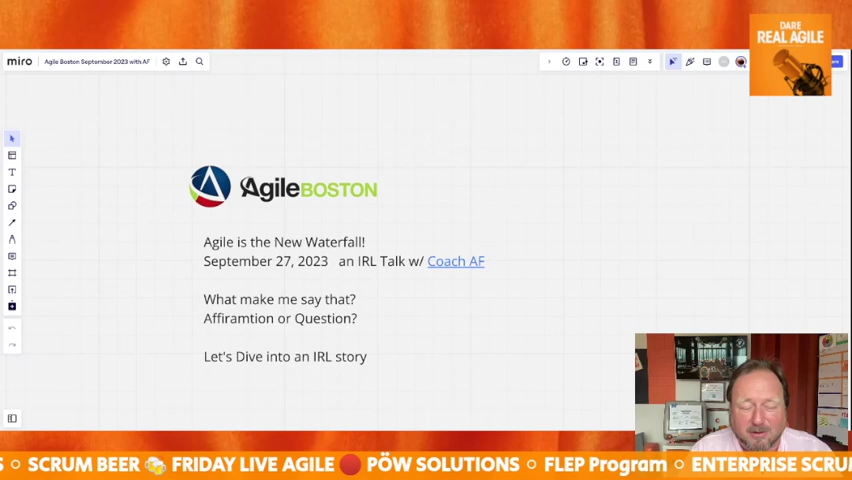 DARE
REAL AGILE
miro Agile Boston September 2023 with AF
AgileBOSTON
Agile is the New Waterfall!
September 27, 2023 an IRL Talk w/ Coach AF
What make me say that?
Affiramtion or Question?
Let's Dive into an IRL story
S ○ SCRUM BEER 🍻 FRIDAY LIVE AGILE 🔴 PÖW SOLUTIONS ○ FLEP Program ○ ENTERPRISE SCRU